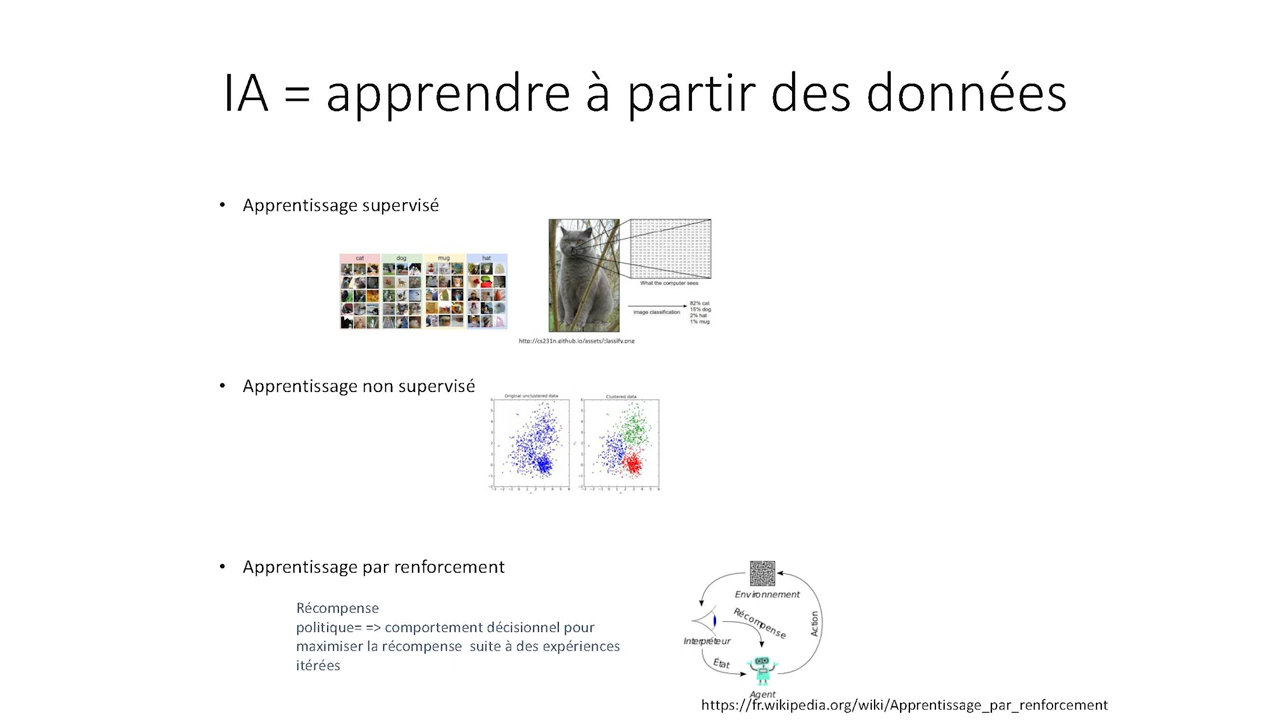 IA = apprendre à partir des données
• Apprentissage supervisé
cat dog mug hat
What the computer sees
image classification
82% cat
15% dog
2% hat
1% mug
http://cs231n.github.io/assets/classify.png
• Apprentissage non supervisé
Original unclustered data
Clustered data
• Apprentissage par renforcement
Récompense
politique= => comportement décisionnel pour
maximiser la récompense suite à des expériences
itérées
Environnement
Récompense
Action
Interpréteur
État
Agent
https://fr.wikipedia.org/wiki/Apprentissage_par_renforcement